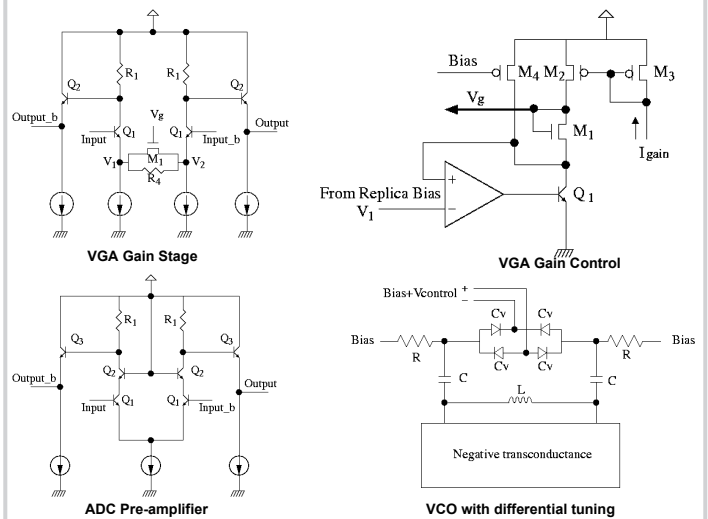 R1 R1
Q2 Q2
Vg
Output_b Output
Input Q1 Q1 Input_b
V1 M1 V2
R4
VGA Gain Stage
Bias M4 M2 M3
Vg
M1
Igain
+
From Replica Bias
V1 −
Q1
VGA Gain Control
R1 R1
Q3 Q3
Q2 Q2
Output_b Output
Input Q1 Q1 Input_b
ADC Pre-amplifier
Bias+Vcontrol +
−
Cv Cv
Bias Bias
R R
Cv Cv
C C
L
Negative transconductance
VCO with differential tuning